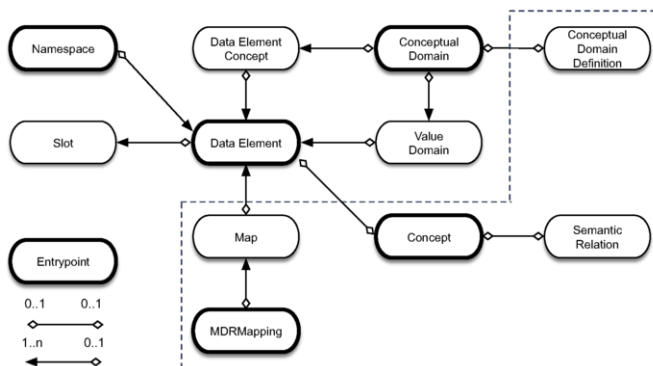 Namespace
Data Element
Concept
Conceptual
Domain
Conceptual
Domain
Definition
Slot
Data Element
Value
Domain
Map
Concept
Semantic
Relation
Entrypoint
MDRMapping
0..1 0..1
1..n 0..1